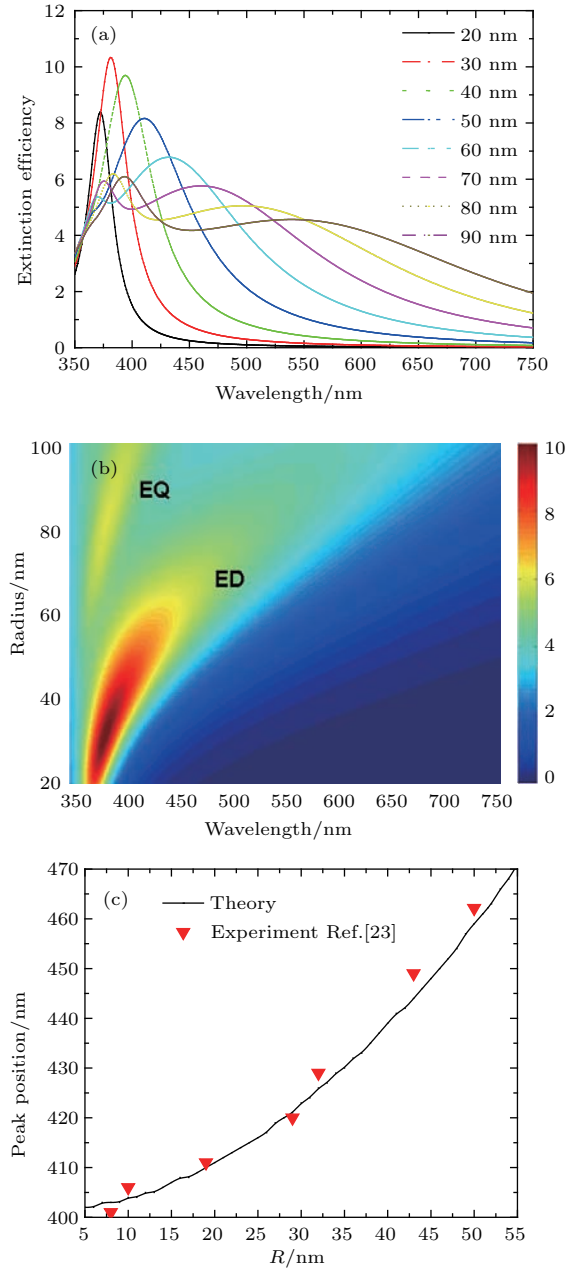 12
10
8
6
4
2
0
(a)
20 nm
30 nm
40 nm
50 nm
60 nm
70 nm
80 nm
90 nm
Extinction efficiency
350 400 450 500 550 600 650 700 750
Wavelength/nm
100
80
60
40
20
(b)
EQ
ED
10
8
6
4
2
0
Radius/nm
350 400 450 500 550 600 650 700 750
Wavelength/nm
470
460
450
440
430
420
410
400
(c)
Theory
Experiment Ref.[23]
Peak position/nm
5 10 15 20 25 30 35 40 45 50 55
R/nm